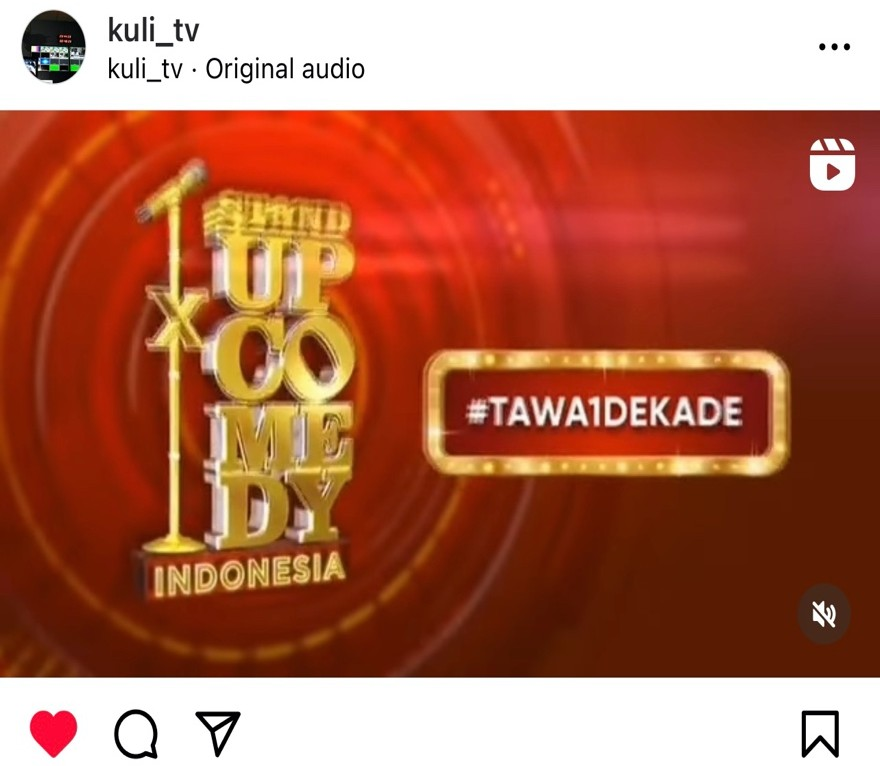 kuli_tv
kuli_tv · Original audio
STAND
UP
X
CO
ME
DY
INDONESIA
#TAWA1DEKADE